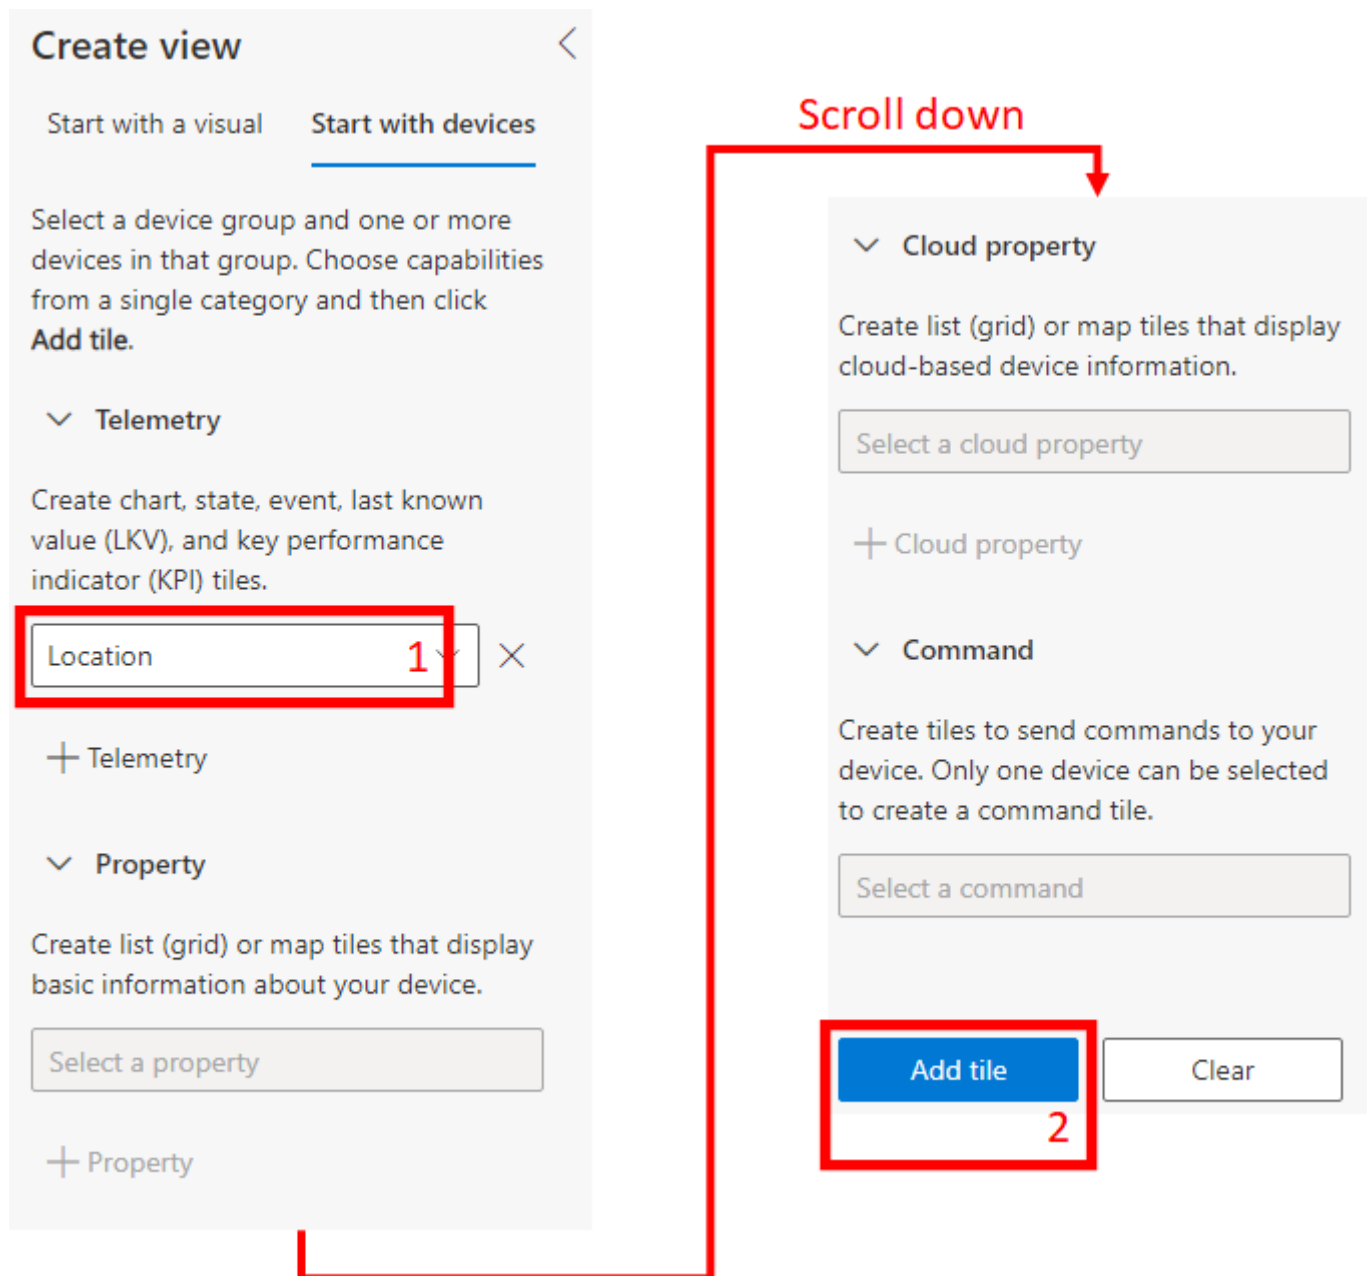 Create view
Start with a visual
Start with devices
Select a device group and one or more
devices in that group. Choose capabilities
from a single category and then click
Add tile.
Telemetry
Create chart, state, event, last known
value (LKV), and key performance
indicator (KPI) tiles.
Location
1
Telemetry
Property
Create list (grid) or map tiles that display
basic information about your device.
Select a property
Property
Scroll down
Cloud property
Create list (grid) or map tiles that display
cloud-based device information.
Select a cloud property
Cloud property
Command
Create tiles to send commands to your
device. Only one device can be selected
to create a command tile.
Select a command
Add tile
Clear
2